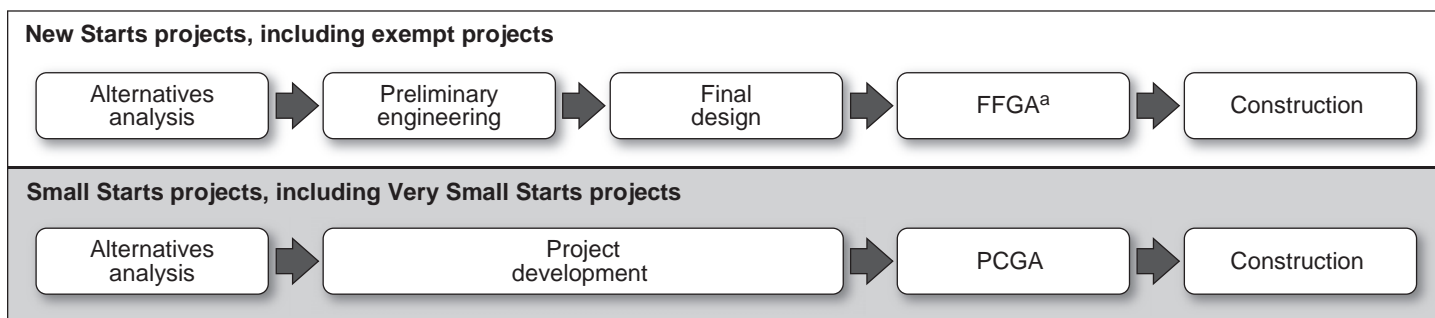 New Starts projects, including exempt projects
Alternatives
analysis
Preliminary
engineering
Final
design
FFGAa
Construction
Small Starts projects, including Very Small Starts projects
Alternatives
analysis
Project
development
PCGA
Construction